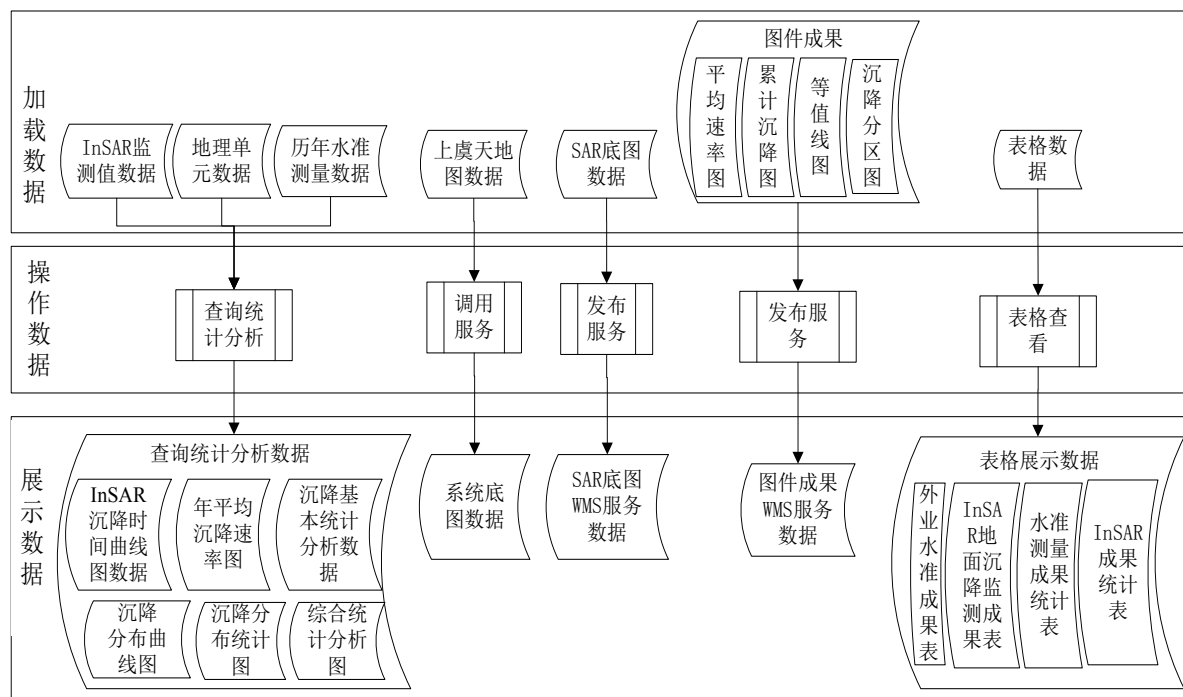 加载数据
InSAR监
测值数据
地理单
元数据
历年水准
测量数据
上虞天地
图数据
SAR底图
数据
图件成果
平均速率图
累计沉降图
等值线图
沉降分区图
表格数
据
操作数据
查询统
计分析
调用
服务
发布
服务
发布服
务
表格查
看
展示数据
查询统计分析数据
InSAR
沉降时
间曲线
图数据
年平均
沉降速
率图
沉降基
本统计
分析数
据
沉降
分布曲
线图
沉降分
布统计
图
综合统
计分析
图
系统底
图数据
SAR底图
WMS服务
数据
图件成果
WMS服务
数据
表格展示数据
外业水准成果表
InSA
R地
面沉
降监
测成
果表
水准
测量
成果
统计
表
InSAR
成果
统计
表